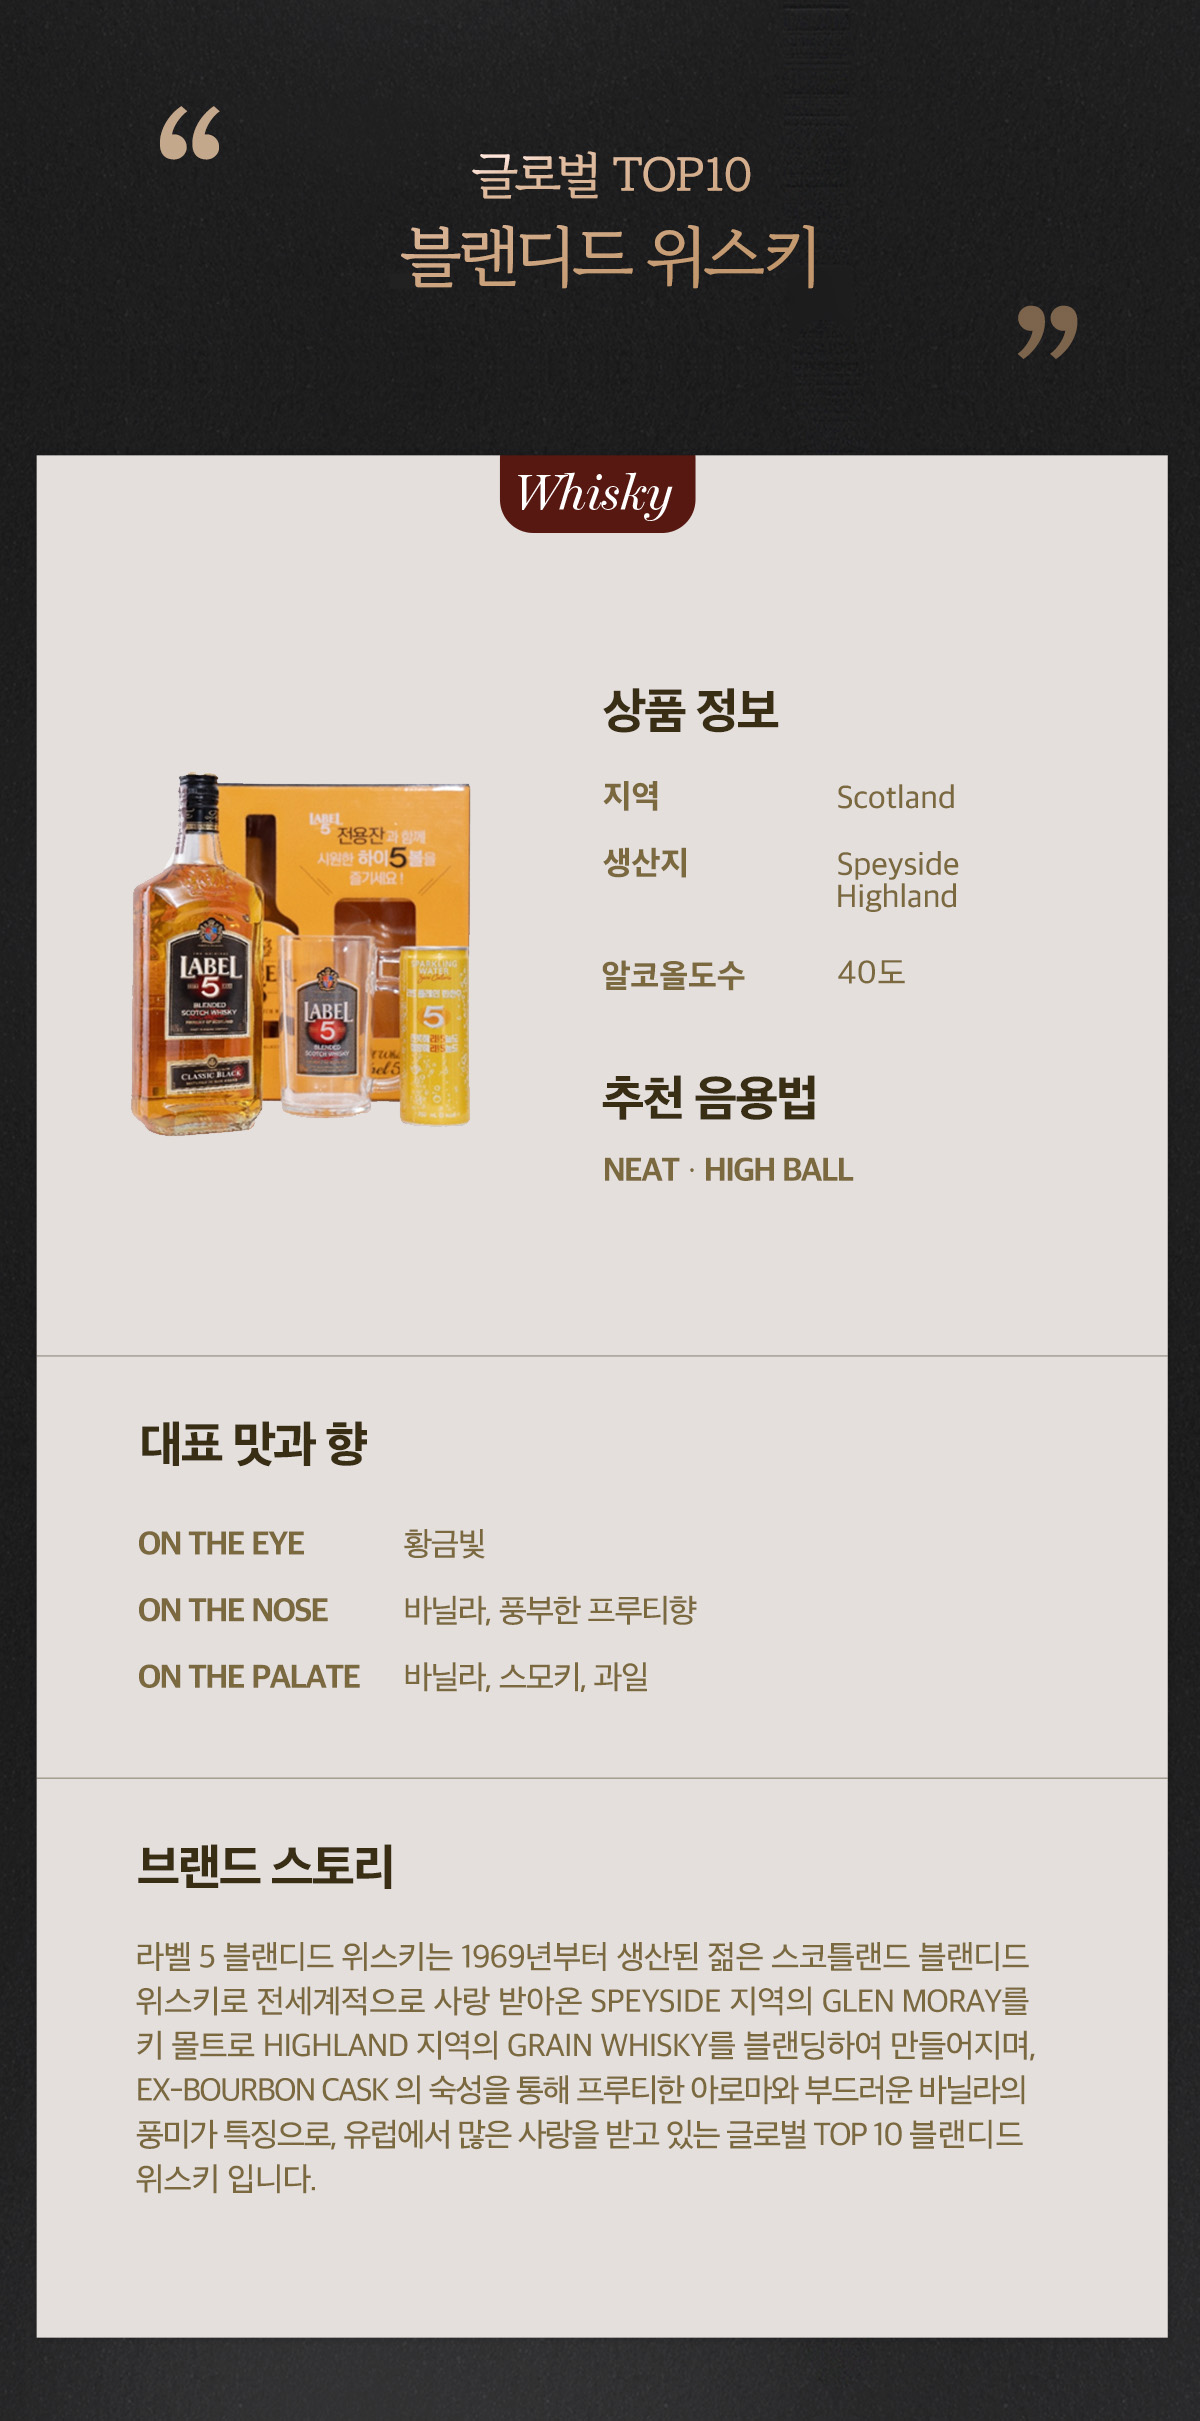 “
글로벌 TOP10
블랜디드 위스키
”
Whisky
상품 정보
지역 Scotland
생산지 Speyside
Highland
알코올도수 40도
추천 음용법
NEAT · HIGH BALL
LABEL
5
전용잔과 함께
시원한 하이5볼을
즐기세요!
LABEL
5
BLENDED
SCOTCH WHISKY
CLASSIC BLACK
LABEL
5
BLENDED
SCOTCH WHISKY
SPARKLING
WATER
5
대표 맛과 향
ON THE EYE 황금빛
ON THE NOSE 바닐라, 풍부한 프루티향
ON THE PALATE 바닐라, 스모키, 과일
브랜드 스토리
라벨 5 블랜디드 위스키는 1969년부터 생산된 젊은 스코틀랜드 블랜디드
위스키로 전세계적으로 사랑 받아온 SPEYSIDE 지역의 GLEN MORAY를
키 몰트로 HIGHLAND 지역의 GRAIN WHISKY를 블랜딩하여 만들어지며,
EX-BOURBON CASK 의 숙성을 통해 프루티한 아로마와 부드러운 바닐라의
풍미가 특징으로, 유럽에서 많은 사랑을 받고 있는 글로벌 TOP 10 블랜디드
위스키 입니다.